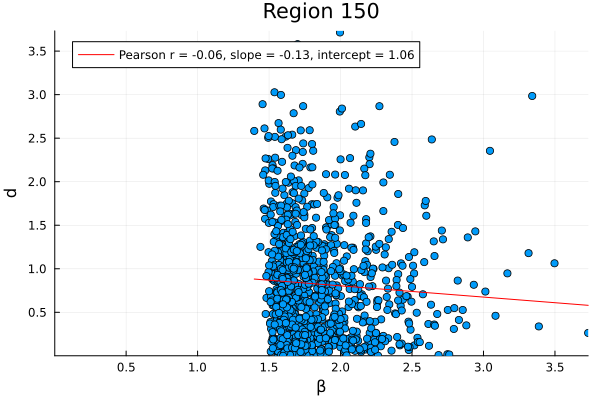 Region 150
Pearson r = -0.06, slope = -0.13, intercept = 1.06
3.5
3.0
2.5
2.0
1.5
1.0
0.5
d
0.5 1.0 1.5 2.0 2.5 3.0 3.5
β